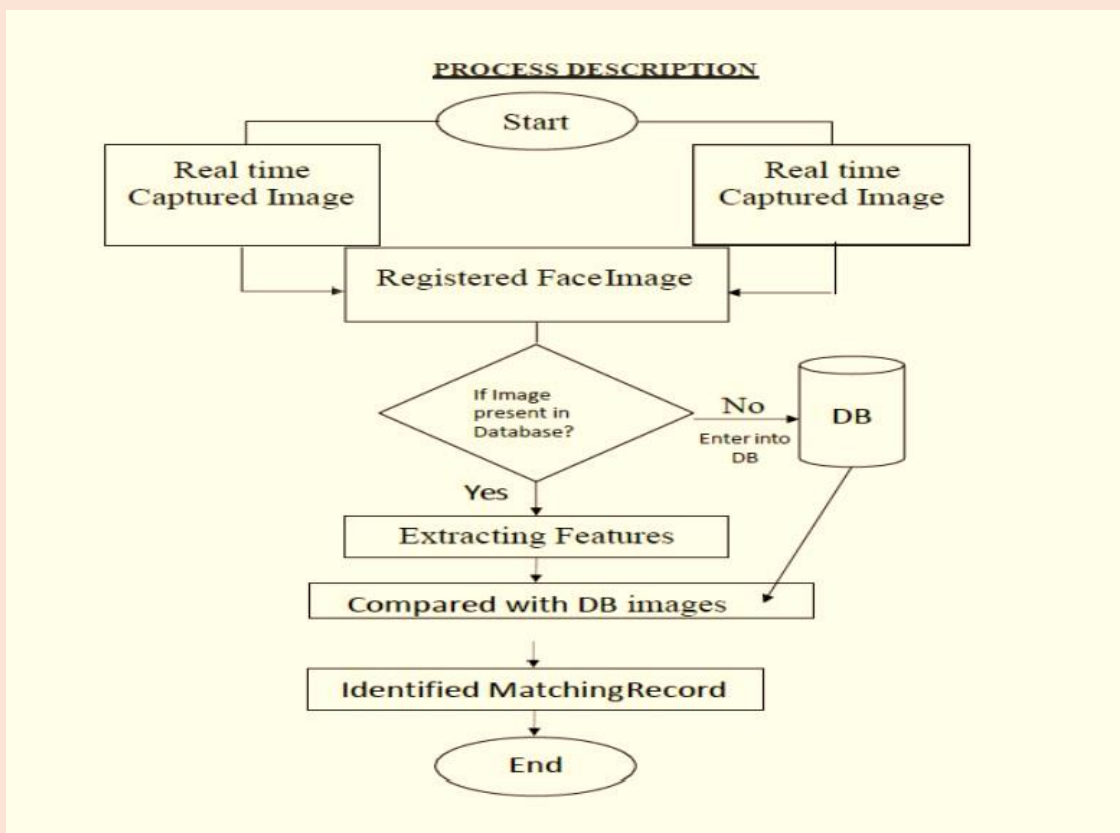 PROCESS DESCRIPTION
Start
Real time
Captured Image
Real time
Captured Image
Registered FaceImage
If Image
present in
Database?
No
Enter into
DB
DB
Yes
Extracting Features
Compared with DB images
Identified MatchingRecord
End